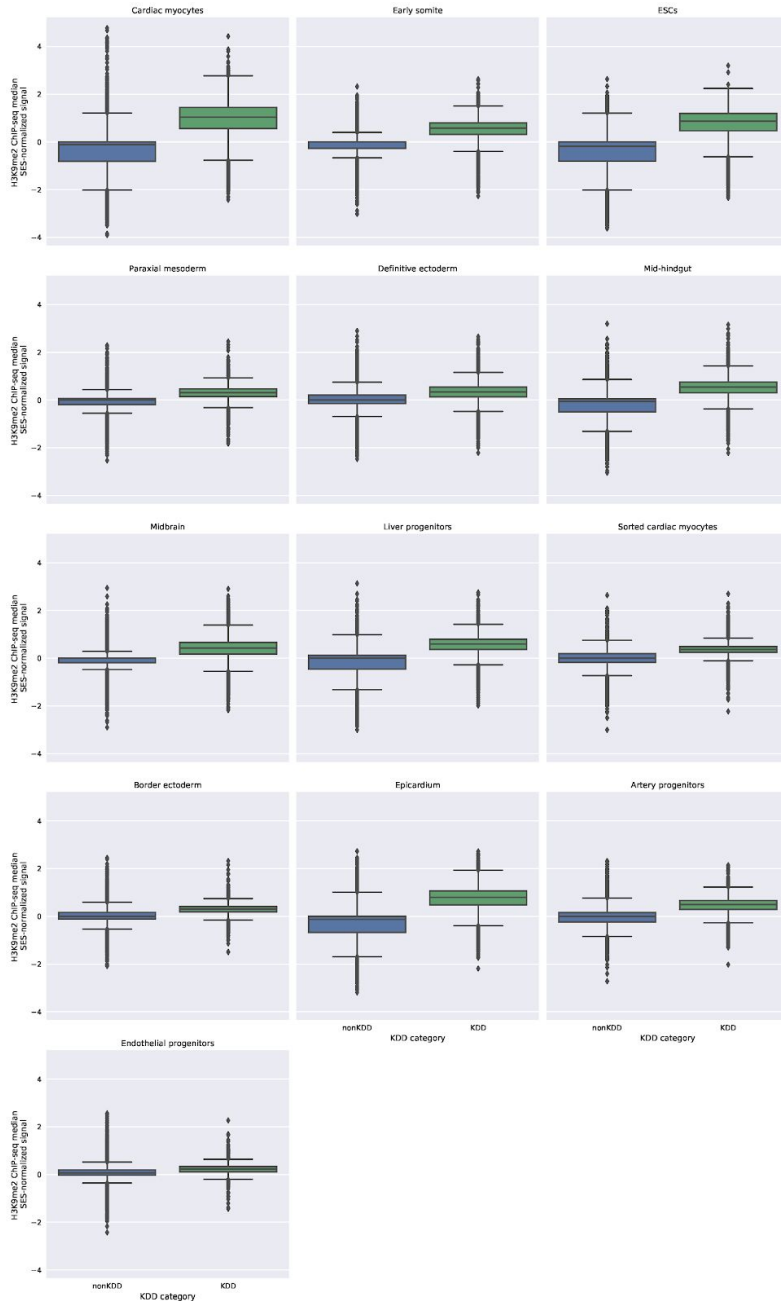 Cardiac myocytes Early somite ESCs
H3K9me2 ChIP-seq median
SES-normalized signal
4
2
0
−2
−4
Paraxial mesoderm Definitive ectoderm Mid-hindgut
H3K9me2 ChIP-seq median
SES-normalized signal
4
2
0
−2
−4
Midbrain Liver progenitors Sorted cardiac myocytes
H3K9me2 ChIP-seq median
SES-normalized signal
4
2
0
−2
−4
Border ectoderm Epicardium Artery progenitors
H3K9me2 ChIP-seq median
SES-normalized signal
4
2
0
−2
−4
nonKDD KDD nonKDD KDD
KDD category KDD category
Endothelial progenitors
H3K9me2 ChIP-seq median
SES-normalized signal
4
2
0
−2
−4
nonKDD KDD
KDD category